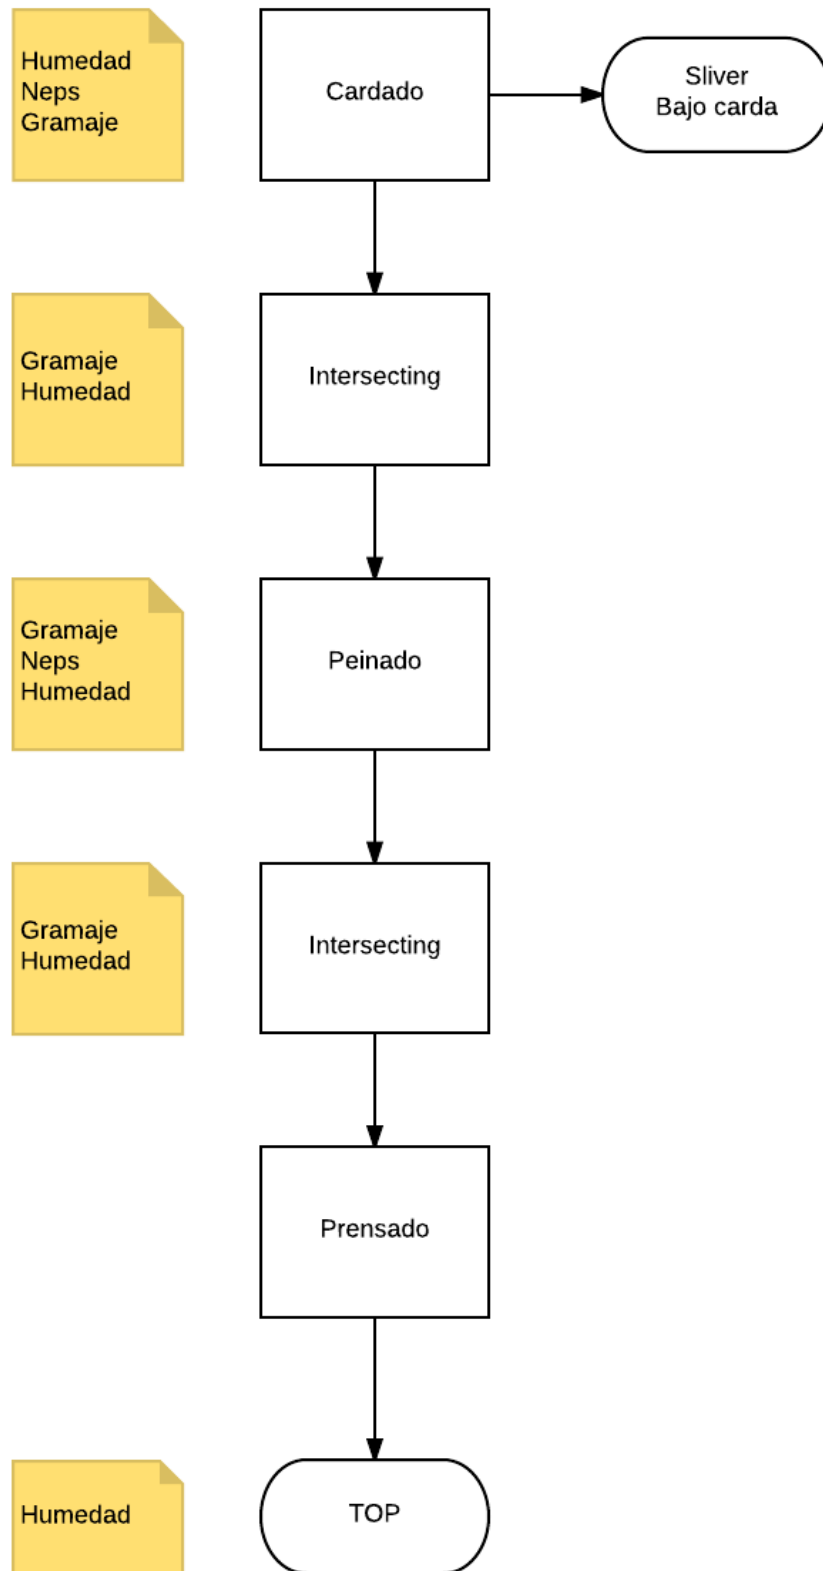 Humedad
Neps
Gramaje
Cardado
Sliver
Bajo carda
Gramaje
Humedad
Intersecting
Gramaje
Neps
Humedad
Peinado
Gramaje
Humedad
Intersecting
Prensado
Humedad
TOP